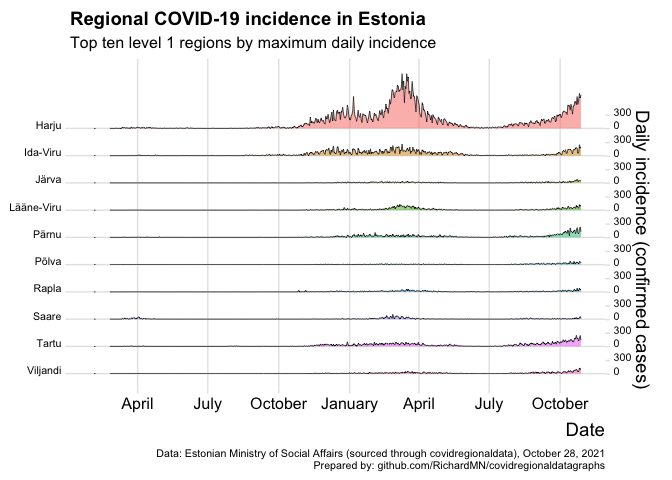 Regional COVID-19 incidence in Estonia
Top ten level 1 regions by maximum daily incidence
Harju
300
0
Ida-Viru
300
0
Järva
300
0
Lääne-Viru
300
0
Pärnu
300
0
Põlva
300
0
Rapla
300
0
Saare
300
0
Tartu
300
0
Viljandi
300
0
Daily incidence (confirmed cases)
April July October January April July October
Date
Data: Estonian Ministry of Social Affairs (sourced through covidregionaldata), October 28, 2021
Prepared by: github.com/RichardMN/covidregionaldatagraphs